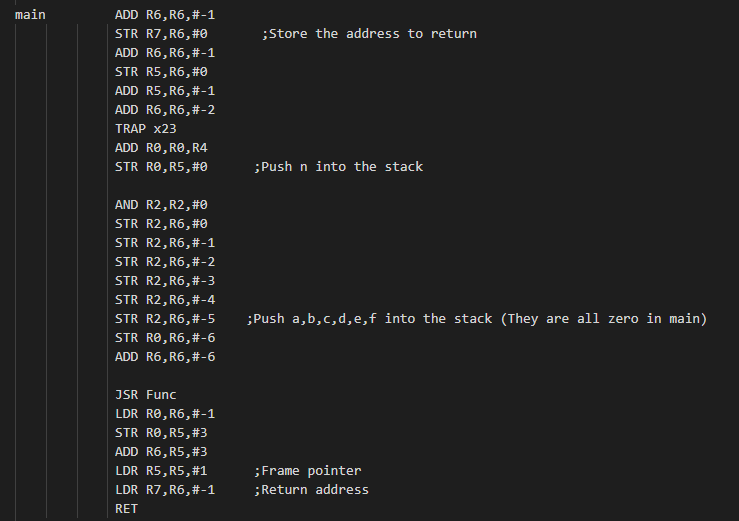 main ADD R6,R6,#-1
STR R7,R6,#0 ;Store the address to return
ADD R6,R6,#-1
STR R5,R6,#0
ADD R5,R6,#-1
ADD R6,R6,#-2
TRAP x23
ADD R0,R0,R4
STR R0,R5,#0 ;Push n into the stack
AND R2,R2,#0
STR R2,R6,#0
STR R2,R6,#-1
STR R2,R6,#-2
STR R2,R6,#-3
STR R2,R6,#-4
STR R2,R6,#-5 ;Push a,b,c,d,e,f into the stack (They are all zero in main)
STR R0,R6,#-6
ADD R6,R6,#-6
JSR Func
LDR R0,R6,#-1
STR R0,R5,#3
ADD R6,R5,#3
LDR R5,R5,#1 ;Frame pointer
LDR R7,R6,#-1 ;Return address
RET